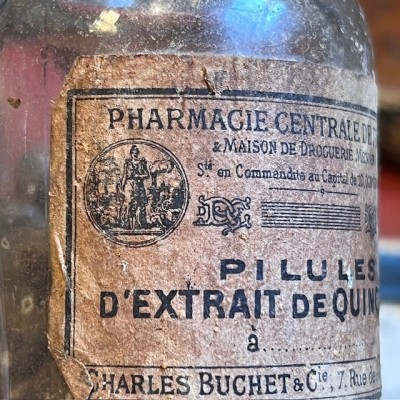 PHARMACIE CENTRALE DE
& MAISON DE DROGUERIE
Sté en Commandite au Capital de 10,
PILULES
D'EXTRAIT DE QUIN
à
CHARLES BUCHET & Cie, 7, Rue de